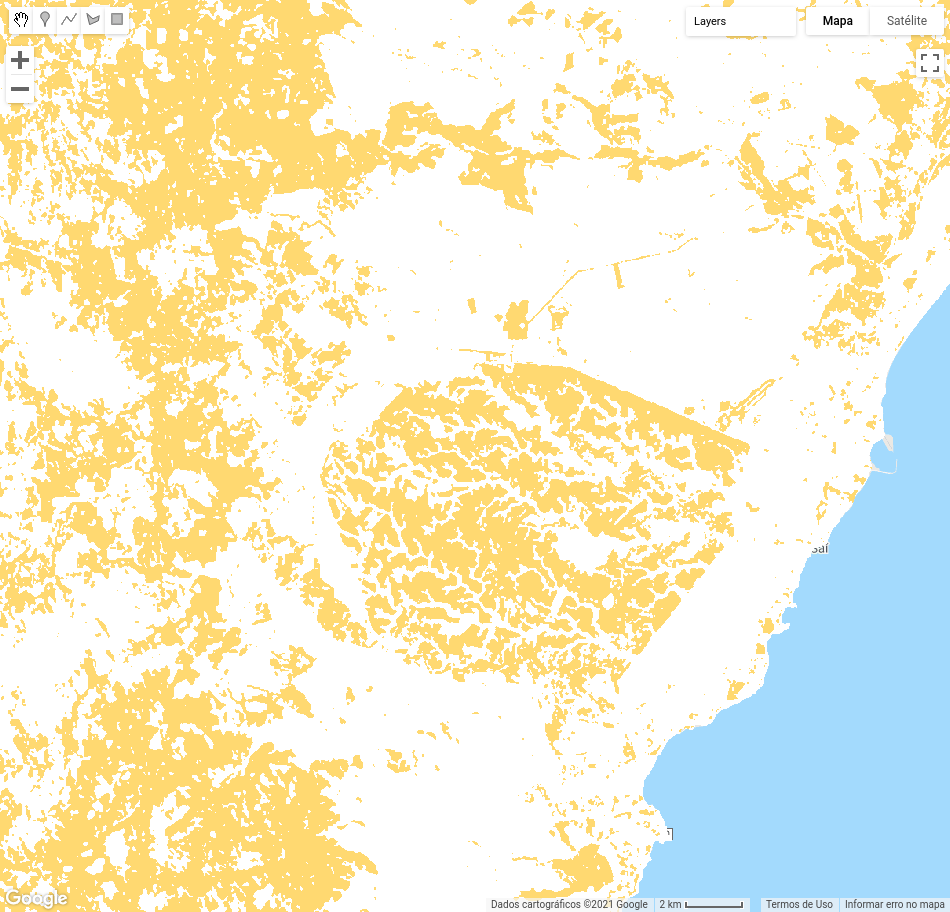 Layers
Mapa
Satélite
Google
Dados cartográficos ©2021 Google
2 km
Termos de Uso
Informar erro no mapa